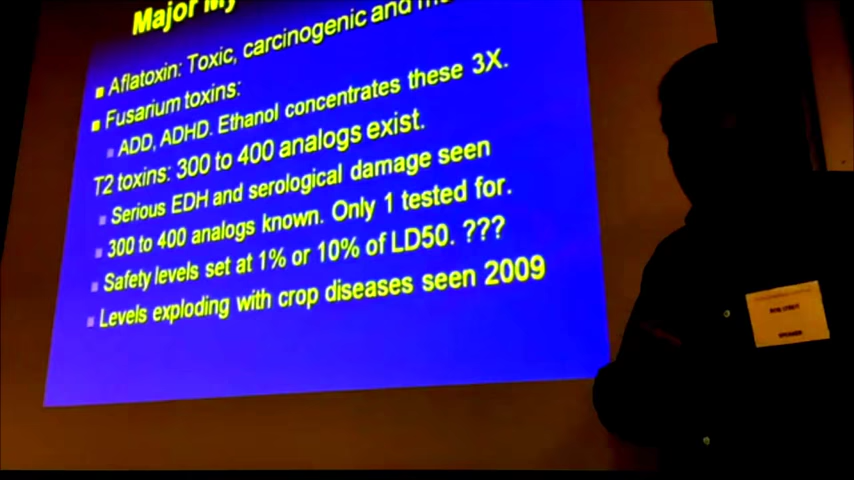 Major
Aflatoxin: Toxic, carcinogenic and
Fusarium toxins:
ADD, ADHD. Ethanol concentrates these 3X.
T2 toxins: 300 to 400 analogs exist.
Serious EDH and serological damage seen
300 to 400 analogs known. Only 1 tested for.
Safety levels set at 1% or 10% of LD50. ???
Levels exploding with crop diseases seen 2009
SPEAKER